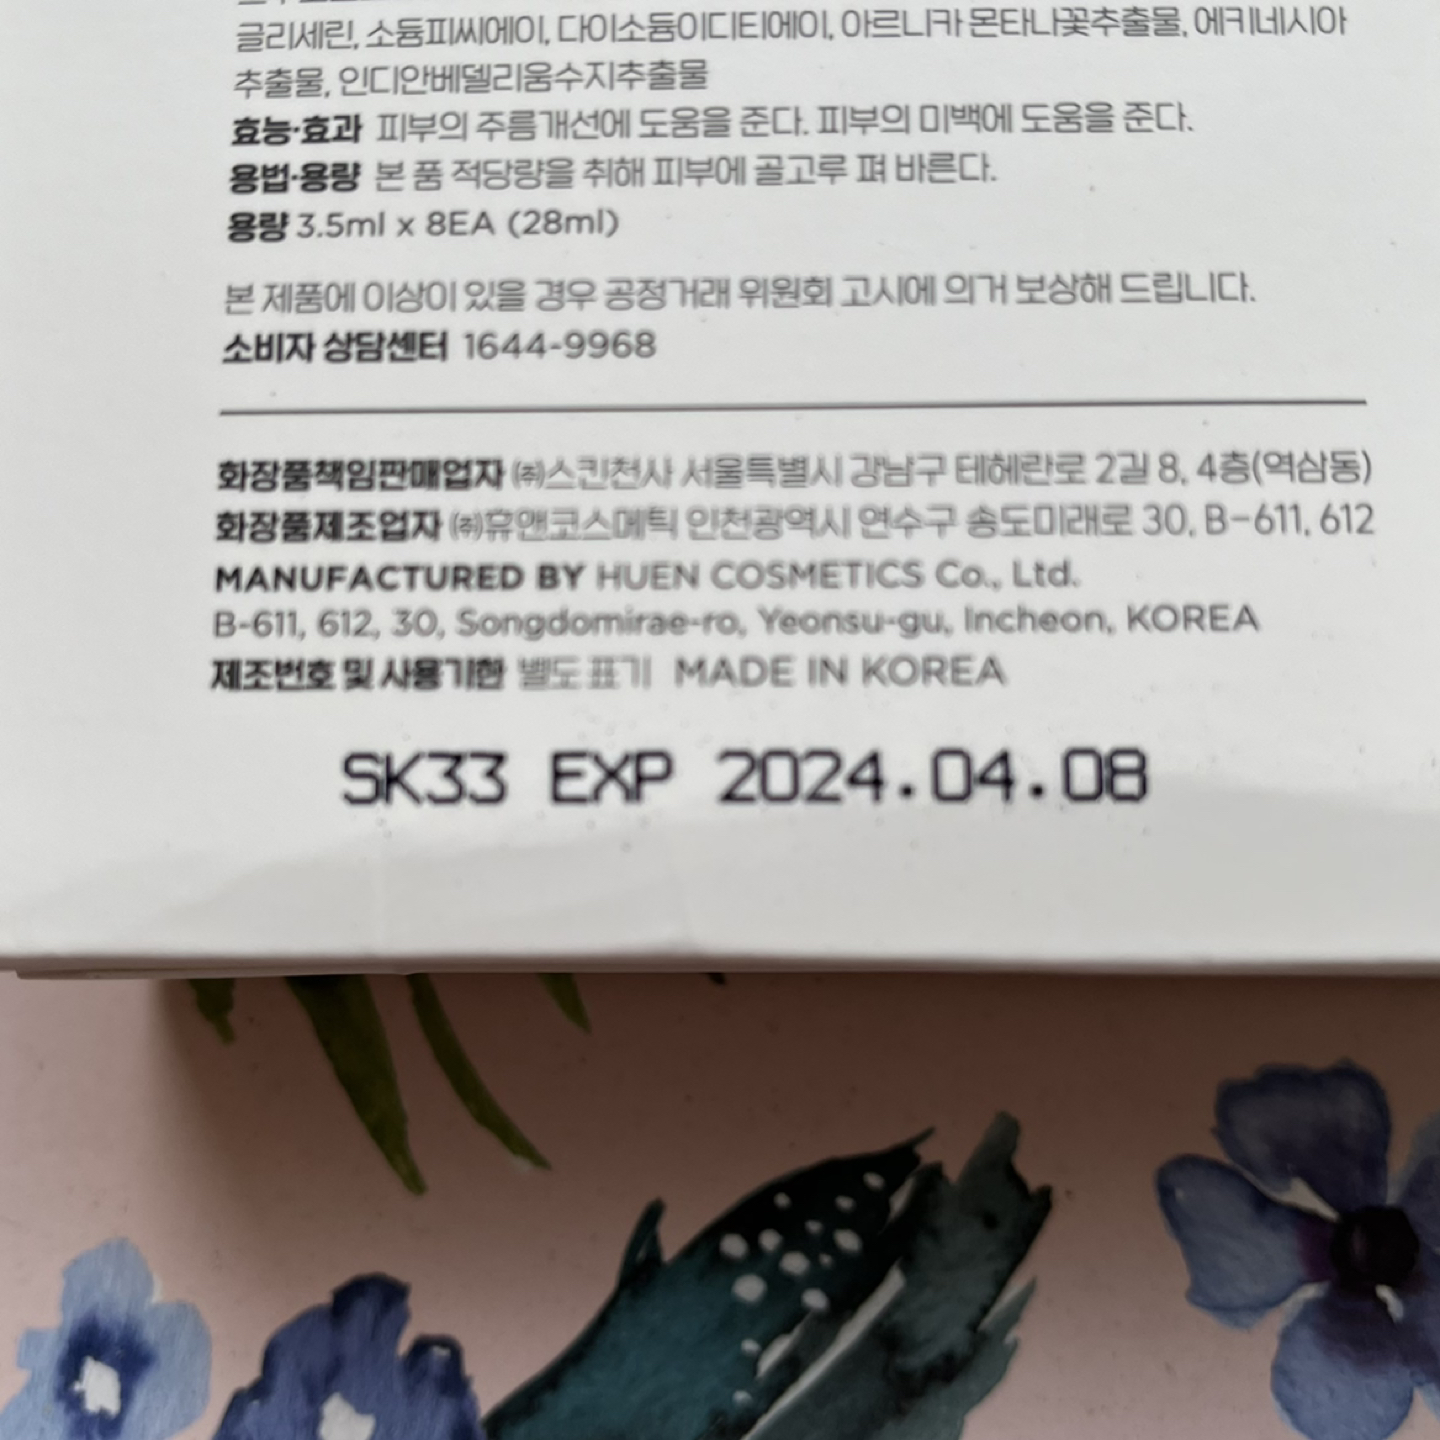 글리세린, 소듐피씨에이, 다이소듐이디티에이, 아르니카 몬타나꽃추출물, 에키네시아
추출물, 인디안베델리움수지추출물
효능·효과 피부의 주름개선에 도움을 준다. 피부의 미백에 도움을 준다.
용법·용량 본 품 적당량을 취해 피부에 골고루 펴 바른다.
용량 3.5ml x 8EA (28ml)
본 제품에 이상이 있을 경우 공정거래 위원회 고시에 의거 보상해 드립니다.
소비자 상담센터 1644-9968
화장품책임판매업자 ㈜스킨천사 서울특별시 강남구 테헤란로 2길 8, 4층(역삼동)
화장품제조업자 ㈜휴앤코스메틱 인천광역시 연수구 송도미래로 30, B-611, 612
MANUFACTURED BY HUEN COSMETICS Co., Ltd.
B-611, 612, 30, Songdomirae-ro, Yeonsu-gu, Incheon, KOREA
제조번호 및 사용기한 별도 표기 MADE IN KOREA
SK33 EXP 2024.04.08